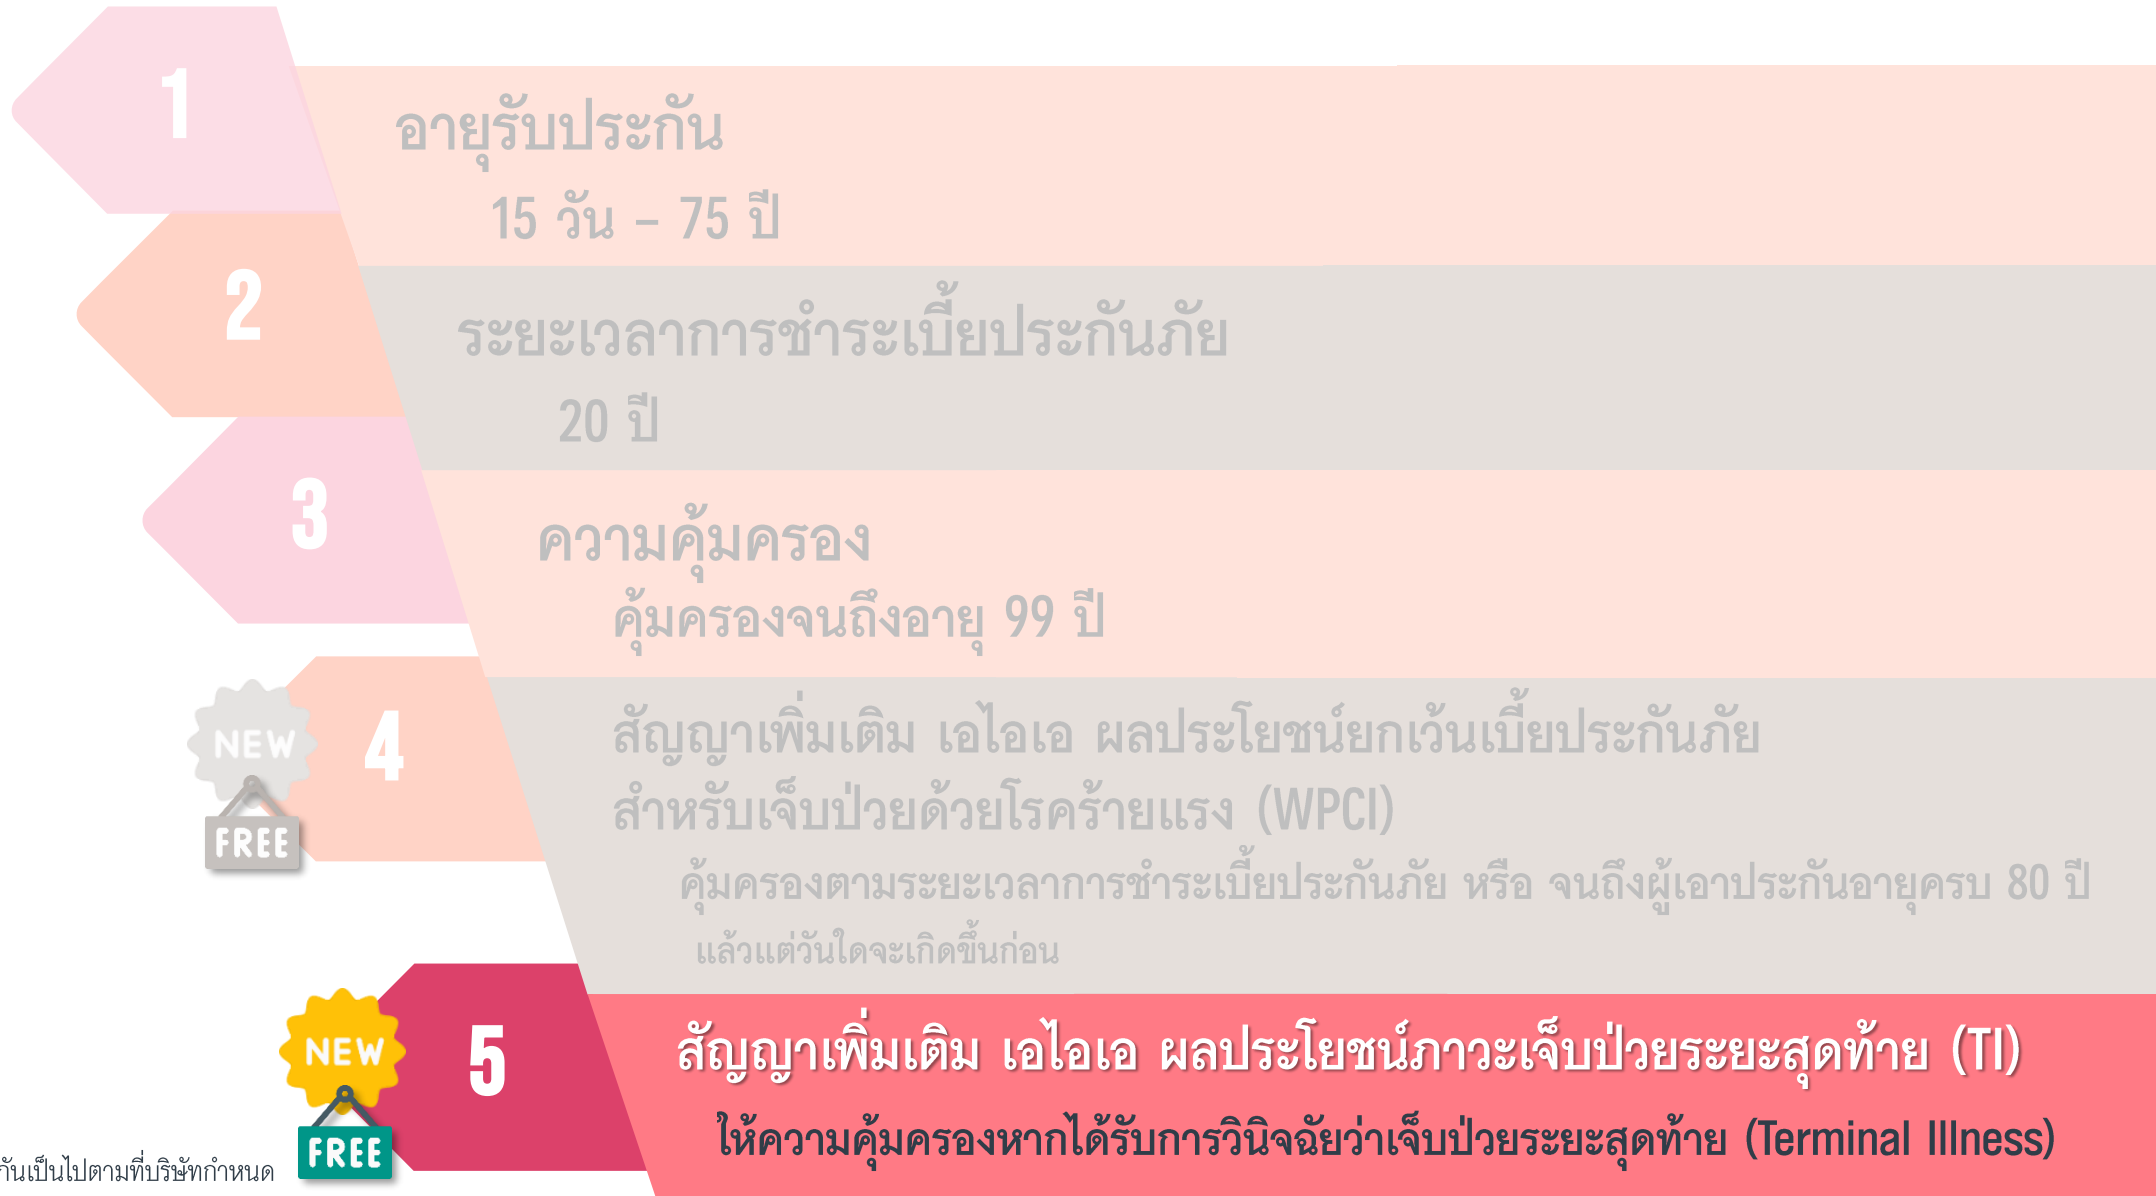 1
อายุรับประกัน
15 วัน – 75 ปี
2
ระยะเวลาการชำระเบี้ยประกันภัย
20 ปี
3
ความคุ้มครอง
คุ้มครองจนถึงอายุ 99 ปี
NEW
FREE
4
สัญญาเพิ่มเติม เอไอเอ ผลประโยชน์ยกเว้นเบี้ยประกันภัย
สำหรับเจ็บป่วยด้วยโรคร้ายแรง (WPCI)
คุ้มครองตามระยะเวลาการชำระเบี้ยประกันภัย หรือ จนถึงผู้เอาประกันอายุครบ 80 ปี
แล้วแต่วันใดจะเกิดขึ้นก่อน
NEW
FREE
5
สัญญาเพิ่มเติม เอไอเอ ผลประโยชน์ภาวะเจ็บป่วยระยะสุดท้าย (TI)
ให้ความคุ้มครองหากได้รับการวินิจฉัยว่าเจ็บป่วยระยะสุดท้าย (Terminal Illness)
กันเป็นไปตามที่บริษัทกำหนด